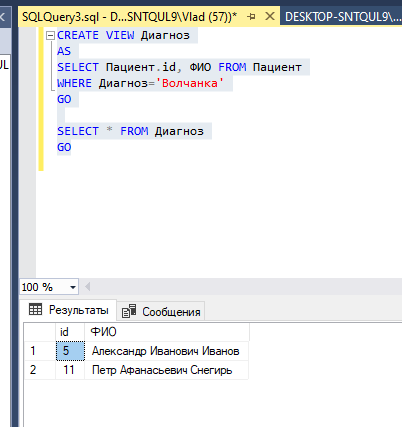 SQLQuery3.sql - D...SNTQUL9\Vlad (57))*
DESKTOP-SNTQUL9\...
UL
CREATE VIEW Диагноз
AS
SELECT Пациент.id, ФИО FROM Пациент
WHERE Диагноз='Волчанка'
GO
SELECT * FROM Диагноз
GO
100 %
Результаты Сообщения
id ФИО
1 5 Александр Иванович Иванов
2 11 Петр Афанасьевич Снегирь